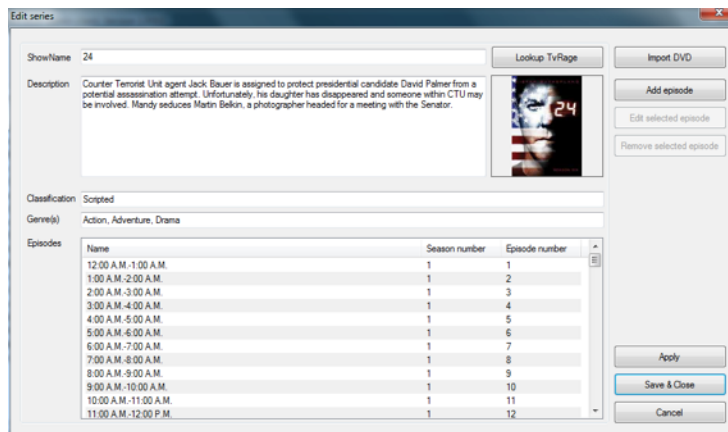 Edit series
ShowName 24 Lookup TvRage Import DVD
Description Counter Terrorist Unit agent Jack Bauer is assigned to protect presidential candidate David Palmer from a
potential assassination attempt. Unfortunately, his daughter has disappeared and someone within CTU may
be involved. Mandy seduces Martin Belkin, a photographer headed for a meeting with the Senator.
24
Add episode
Edit selected episode
Remove selected episode
Classification Scripted
Genre(s) Action, Adventure, Drama
Episodes Name Season number Episode number
12:00 A.M.-1:00 A.M. 1 1
1:00 A.M.-2:00 A.M. 1 2
2:00 A.M.-3:00 A.M. 1 3
3:00 A.M.-4:00 A.M. 1 4
4:00 A.M.-5:00 A.M. 1 5
5:00 A.M.-6:00 A.M. 1 6
6:00 A.M.-7:00 A.M. 1 7
7:00 A.M.-8:00 A.M. 1 8
8:00 A.M.-9:00 A.M. 1 9
9:00 A.M.-10:00 A.M. 1 10
10:00 A.M.-11:00 A.M. 1 11
11:00 A.M.-12:00 P.M. 1 12
Apply
Save & Close
Cancel